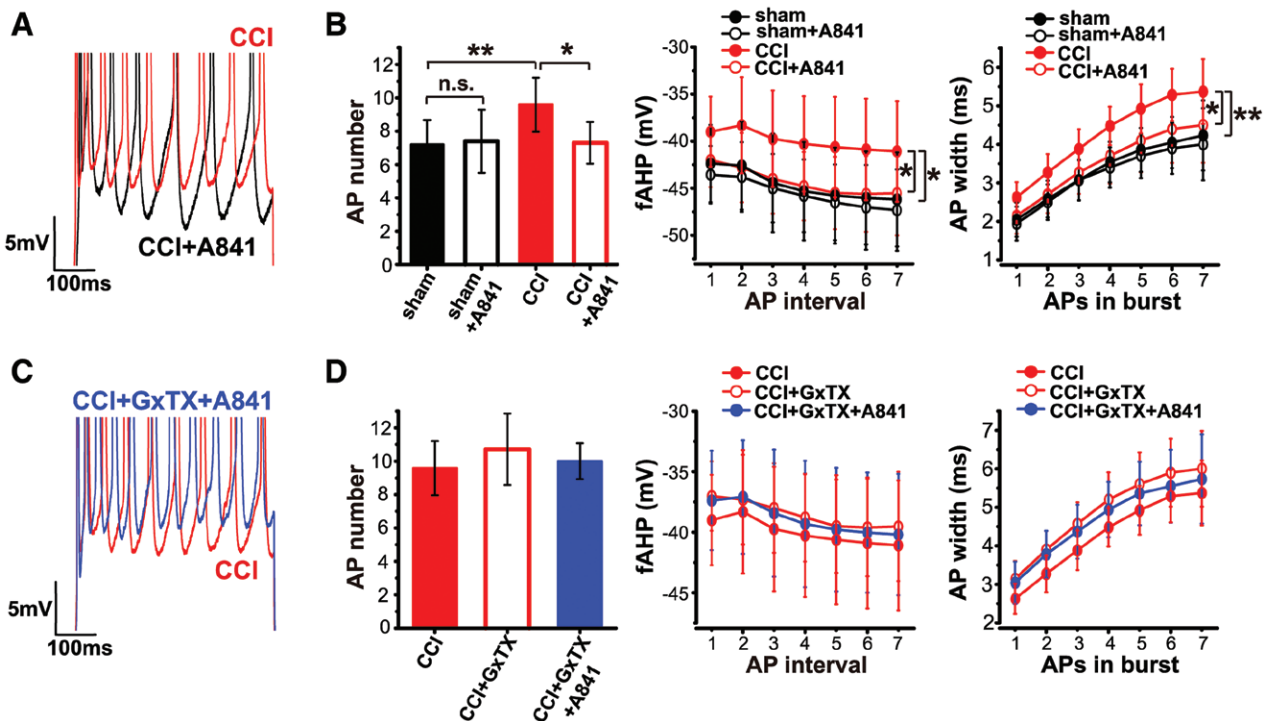 A
CCI
CCI+A841
5mV
100ms
B
AP number
12
10
8
6
4
2
0
**
*
n.s.
sham
sham
+A841
CCI
CCI
+A841
sham
sham+A841
CCI
CCI+A841
fAHP (mV)
-30
-35
-40
-45
-50
* *
1 2 3 4 5 6 7
AP interval
sham
sham+A841
CCI
CCI+A841
AP width (ms)
6
5
4
3
2
1
* **
1 2 3 4 5 6 7
APs in burst
C
CCI+GxTX+A841
CCI
5mV
100ms
D
AP number
12
10
8
6
4
2
0
CCI
CCI+GxTX
CCI+GxTX
+A841
CCI
CCI+GxTX
CCI+GxTX+A841
fAHP (mV)
-30
-35
-40
-45
1 2 3 4 5 6 7
AP interval
CCI
CCI+GxTX
CCI+GxTX+A841
AP width (ms)
7
6
5
4
3
2
1 2 3 4 5 6 7
APs in burst